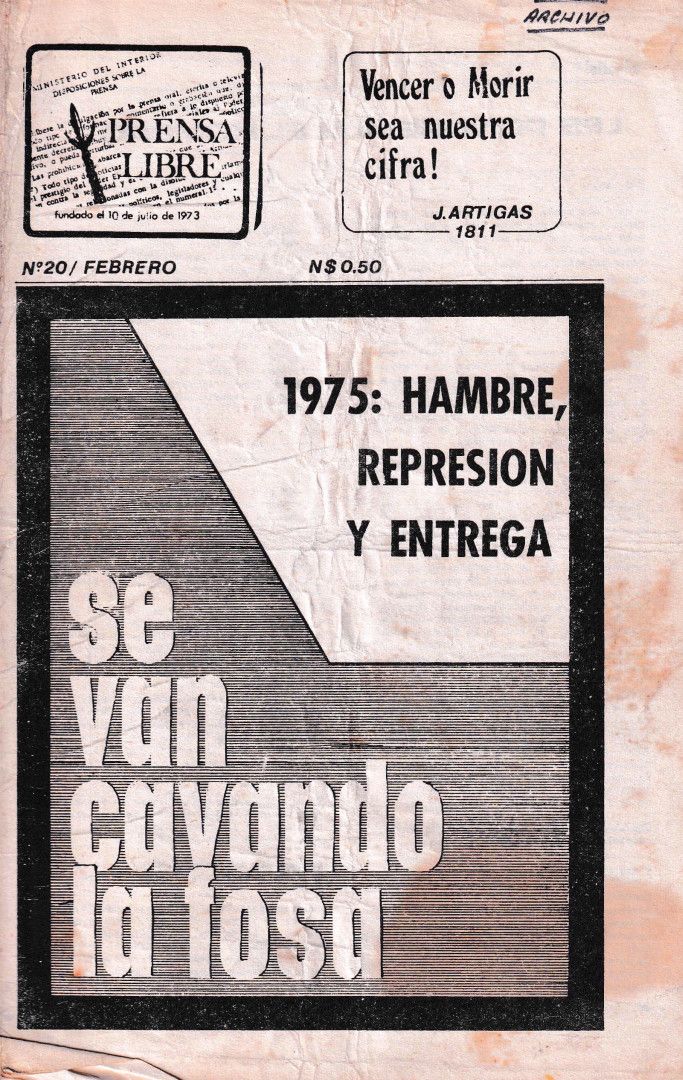 ARCHIVO
MINISTERIO DEL INTERIOR
DISPOSICIONES SOBRE LA
PRENSA
PRENSA
LIBRE
fundado el 10 de julio de 1973
Vencer o Morir
sea nuestra
cifra!
J. ARTIGAS
1811
Nº20/ FEBRERO
N$0.50
1975: HAMBRE,
REPRESION
Y ENTREGA
se
van
cavando
la fosa